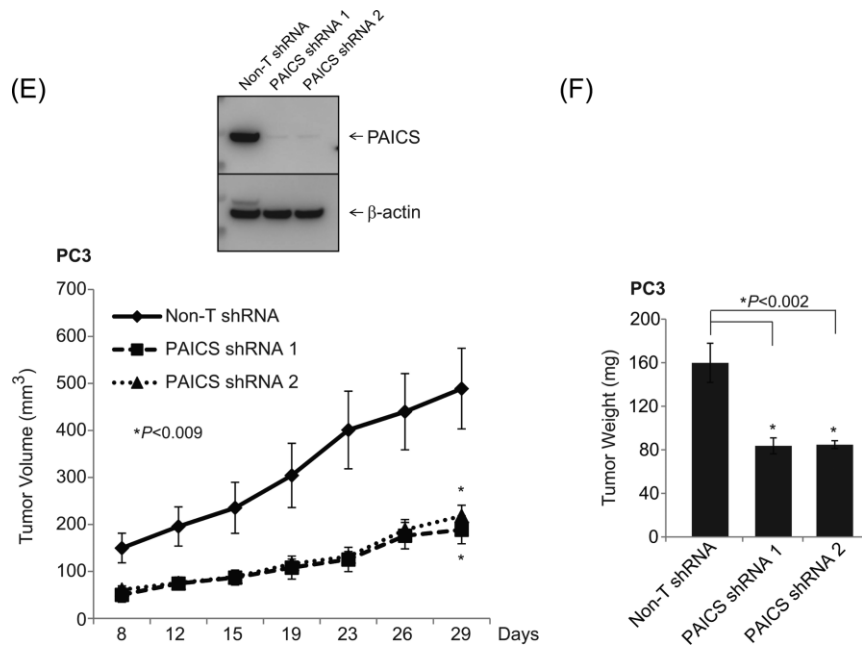 (E)
Non-T shRNA
PAICS shRNA 1
PAICS shRNA 2
←PAICS
←β-actin
PC3
700
600
500
400
300
200
100
0
Tumor Volume (mm³)
Non-T shRNA
PAICS shRNA 1
PAICS shRNA 2
*P<0.009
*
*
8 12 15 19 23 26 29 Days
(F)
PC3
*P<0.002
200
160
120
80
40
0
Tumor Weight (mg)
* *
Non-T shRNA
PAICS shRNA 1
PAICS shRNA 2